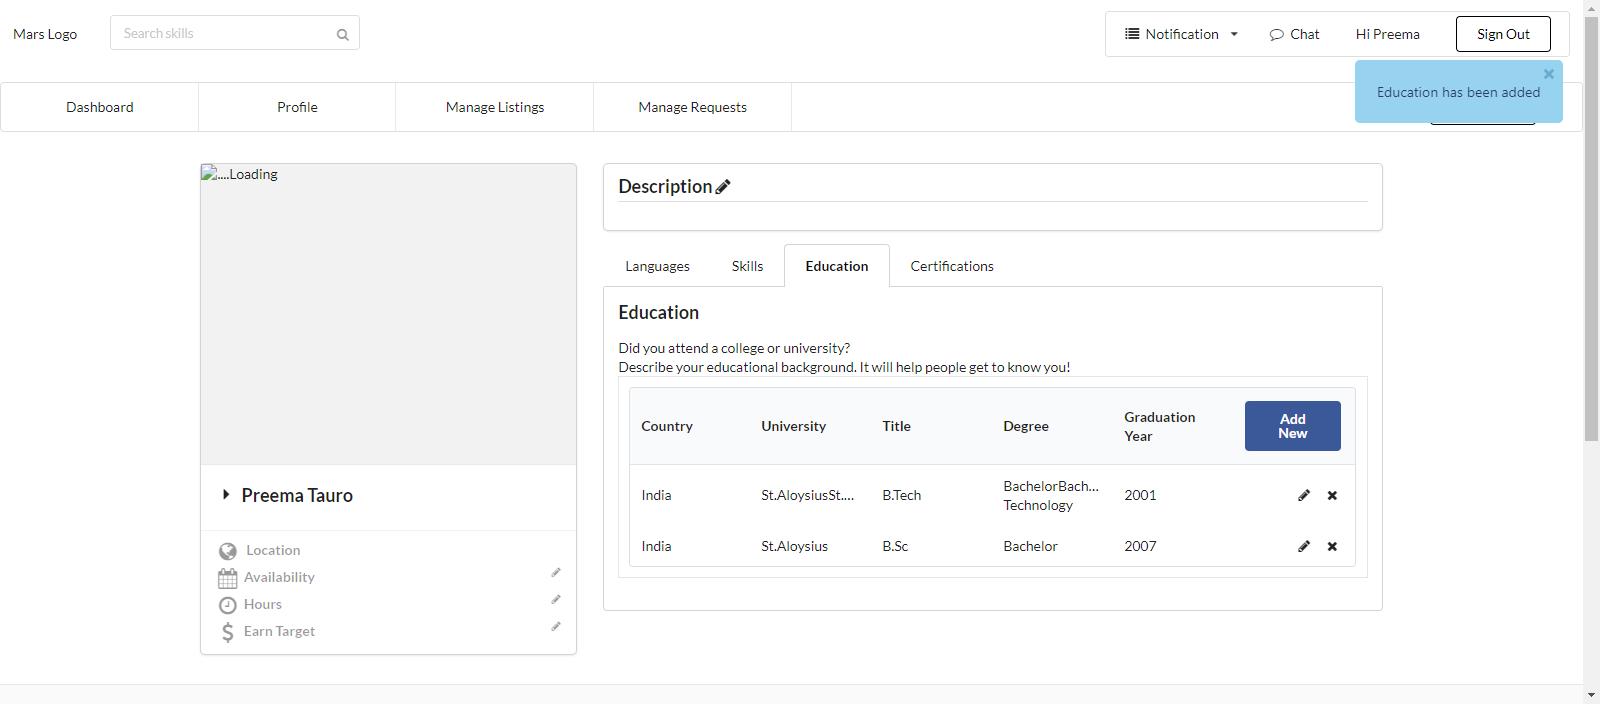 Mars Logo
Search skills
Notification
Chat
Hi Preema
Sign Out
Education has been added
Dashboard
Profile
Manage Listings
Manage Requests
....Loading
Preema Tauro
Location
Availability
Hours
Earn Target
Description
Languages
Skills
Education
Certifications
Education
Did you attend a college or university?
Describe your educational background. It will help people get to know you!
Country
University
Title
Degree
Graduation
Year
Add
New
India
St.AloysiusSt....
B.Tech
BachelorBach...
Technology
2001
India
St.Aloysius
B.Sc
Bachelor
2007